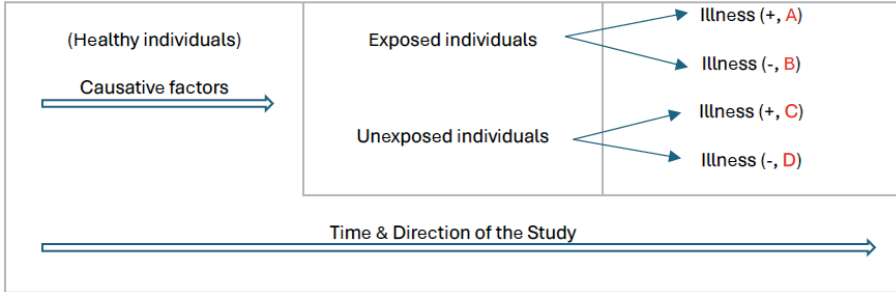 (Healthy individuals)
Causative factors
Exposed individuals
Unexposed individuals
Illness (+, A)
Illness (-, B)
Illness (+, C)
Illness (-, D)
Time & Direction of the Study